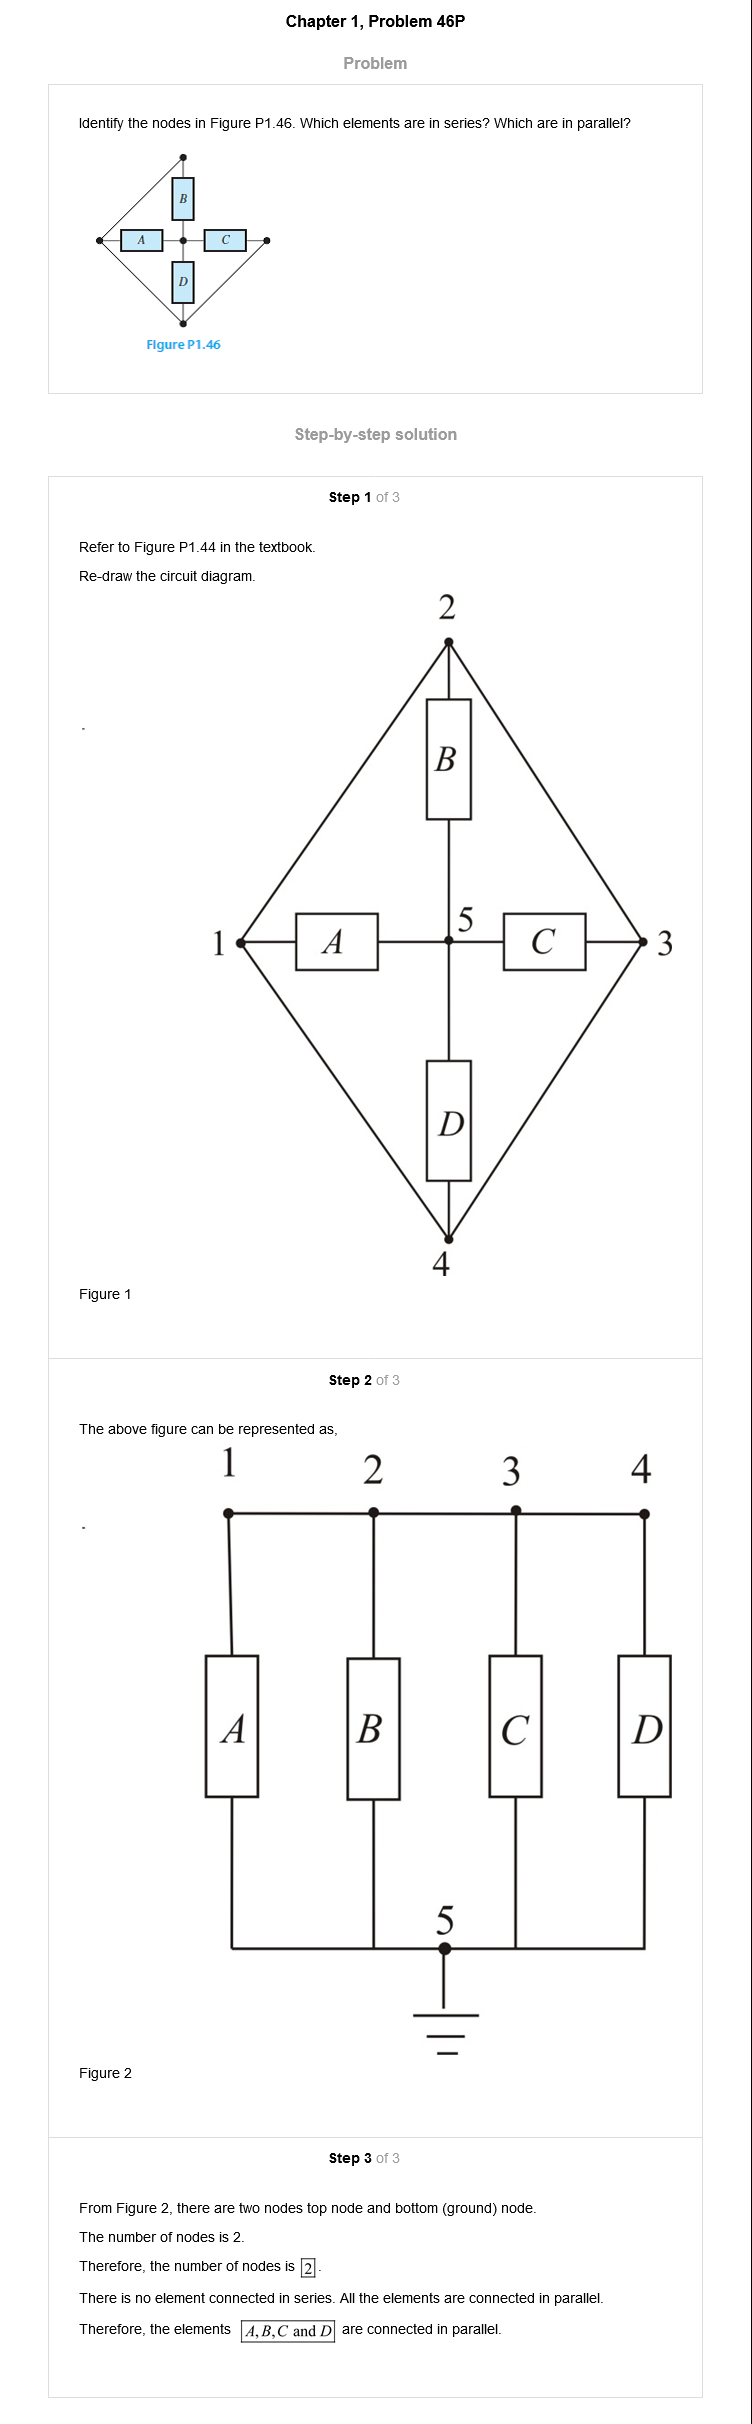 Chapter 1, Problem 46P
Problem
Identify the nodes in Figure P1.46. Which elements are in series? Which are in parallel?
B
A
C
D
Figure P1.46
Step-by-step solution
Step 1 of 3
Refer to Figure P1.44 in the textbook.
Re-draw the circuit diagram.
2
B
5
1
A
C
3
D
4
Figure 1
Step 2 of 3
The above figure can be represented as,
1
2
3
4
A
B
C
D
5
Figure 2
Step 3 of 3
From Figure 2, there are two nodes top node and bottom (ground) node.
The number of nodes is 2.
Therefore, the number of nodes is 2.
There is no element connected in series. All the elements are connected in parallel.
Therefore, the elements A, B, C and D are connected in parallel.